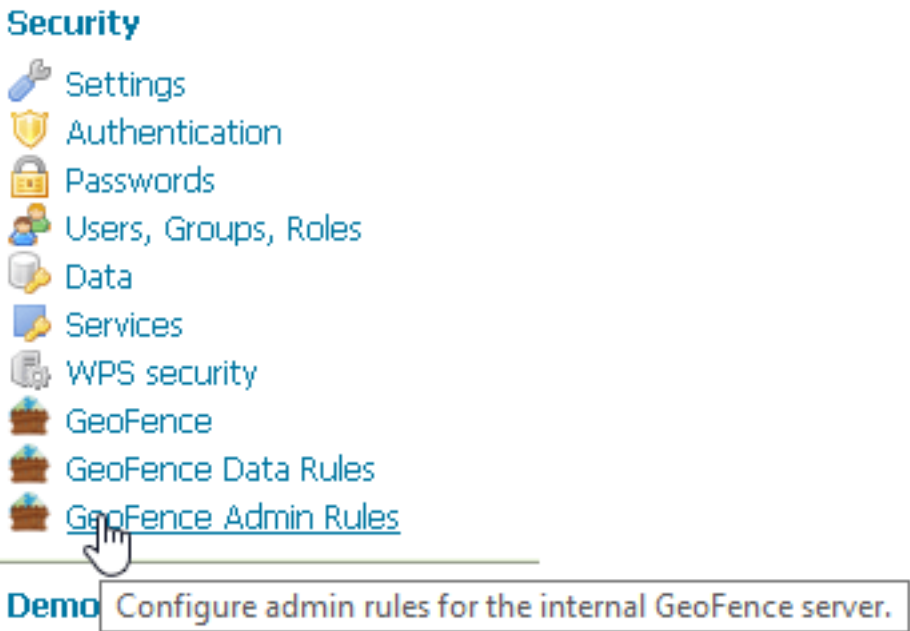 Security
Settings
Authentication
Passwords
Users, Groups, Roles
Data
Services
WPS security
GeoFence
GeoFence Data Rules
GeoFence Admin Rules
Demo
Configure admin rules for the internal GeoFence server.